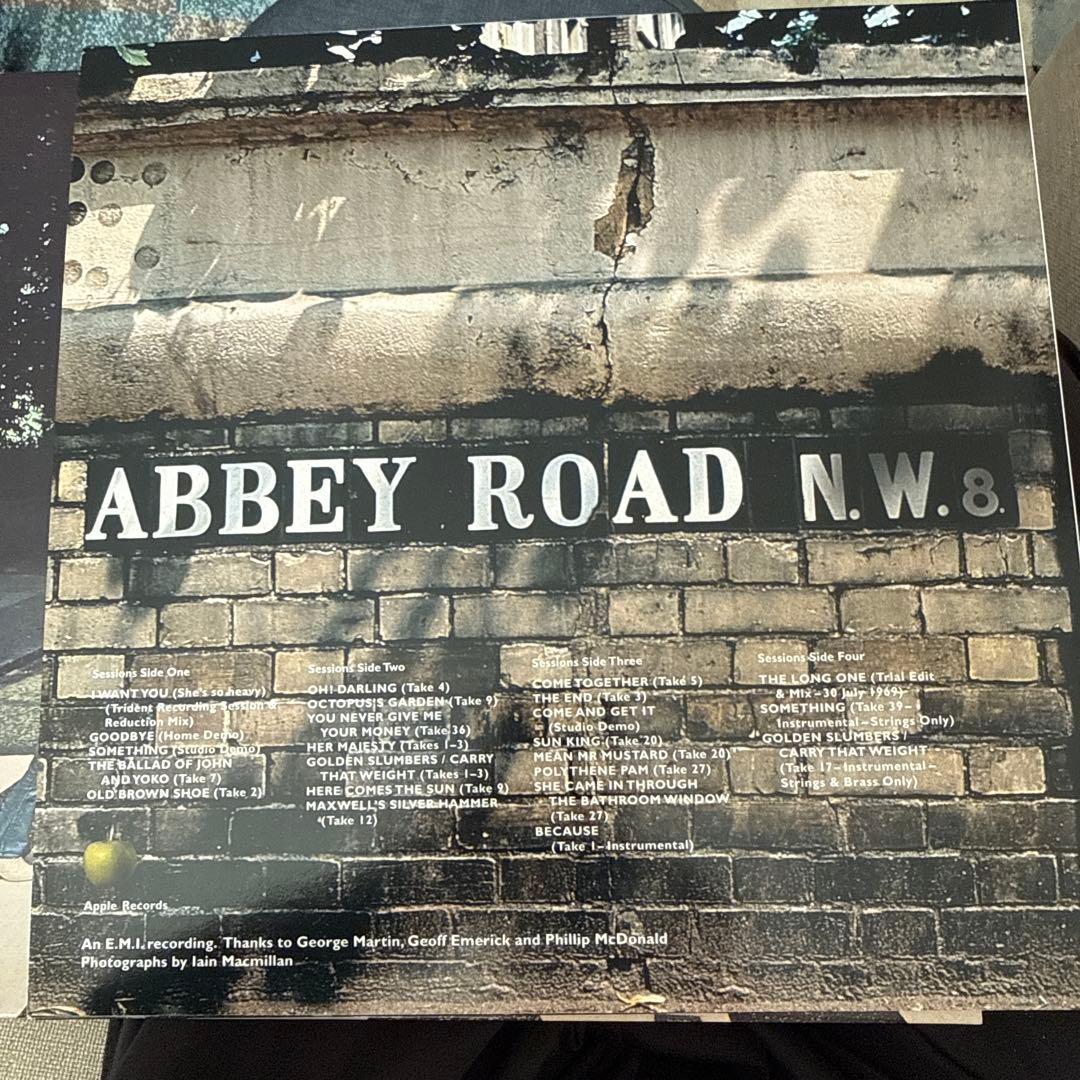 ABBEY ROAD N.W.8.
Sessions Side One
I WANT YOU (She's so heavy)
(Trident Recording Session &
Reduction Mix)
GOODBYE (Home Demo)
SOMETHING (Studio Demo)
THE BALLAD OF JOHN
AND YOKO (Take 7)
OLD BROWN SHOE (Take 2)
Sessions Side Two
OH! DARLING (Take 4)
OCTOPUS'S GARDEN (Take 9)
YOU NEVER GIVE ME
YOUR MONEY (Take 36)
HER MAJESTY (Takes 1–3)
GOLDEN SLUMBERS / CARRY
THAT WEIGHT (Takes 1–3)
HERE COMES THE SUN (Take 9)
MAXWELL'S SILVER HAMMER
(Take 12)
Sessions Side Three
COME TOGETHER (Take 5)
THE END (Take 3)
COME AND GET IT
(Studio Demo)
SUN KING (Take 20)
MEAN MR MUSTARD (Take 20)
POLYTHENE PAM (Take 27)
SHE CAME IN THROUGH
THE BATHROOM WINDOW
(Take 27)
BECAUSE
(Take 1–Instrumental)
Sessions Side Four
THE LONG ONE (Trial Edit
& Mix – 30 July 1969)
SOMETHING (Take 39 –
Instrumental – Strings Only)
GOLDEN SLUMBERS /
CARRY THAT WEIGHT
(Take 17 – Instrumental –
Strings & Brass Only)
Apple Records
An E.M.I. recording. Thanks to George Martin, Geoff Emerick and Phillip McDonald
Photographs by Iain Macmillan